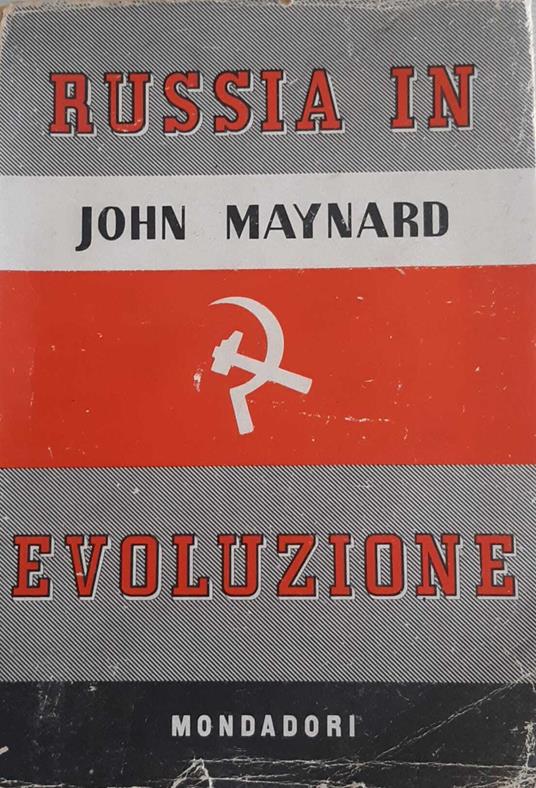 RUSSIA IN
JOHN MAYNARD
EVOLUZIONE
MONDADORI